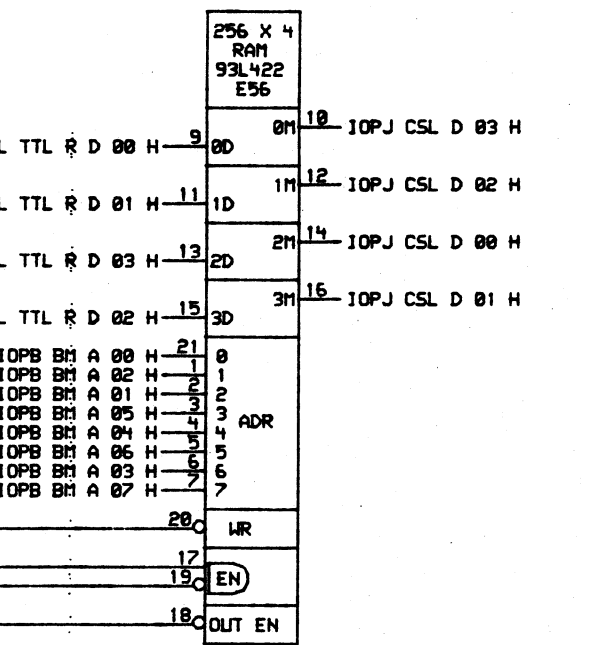 256 X 4
RAM
93L422
E56
0M 10 IOPJ CSL D 03 H
L TTL R D 00 H 9 0D
1M 12 IOPJ CSL D 02 H
L TTL R D 01 H 11 1D
2M 14 IOPJ CSL D 00 H
L TTL R D 03 H 13 2D
3M 16 IOPJ CSL D 01 H
L TTL R D 02 H 15 3D
IOPB BM A 00 H 21 0
IOPB BM A 02 H 1 1
IOPB BM A 01 H 2 2
IOPB BM A 05 H 3 3
ADR
IOPB BM A 04 H 4 4
IOPB BM A 06 H 5 5
IOPB BM A 03 H 6 6
IOPB BM A 07 H 7 7
20 WR
17
19 EN
18 OUT EN